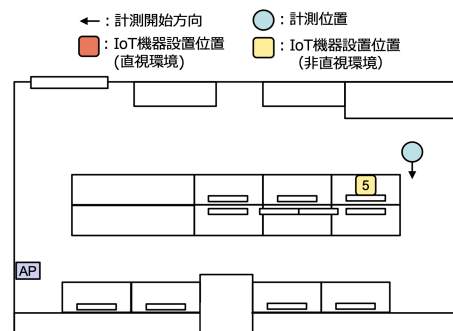 ←：計測開始方向
：計測位置
：IoT機器設置位置
(直視環境)
：IoT機器設置位置
（非直視環境）
5
AP